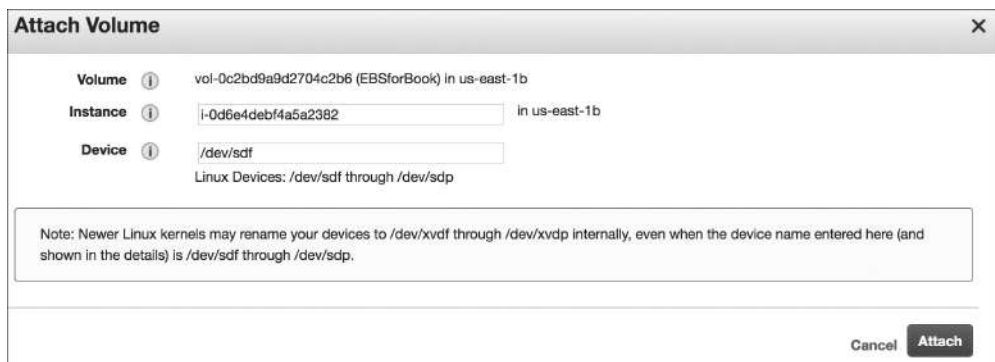 Attach Volume
Volume vol-0c2bd9a9d2704c2b6 (EBSforBook) in us-east-1b
Instance i-0d6e4debf4a5a2382 in us-east-1b
Device /dev/sdf
Linux Devices: /dev/sdf through /dev/sdp
Note: Newer Linux kernels may rename your devices to /dev/xvdf through /dev/xvdp internally, even when the device name entered here (and
shown in the details) is /dev/sdf through /dev/sdp.
Cancel Attach